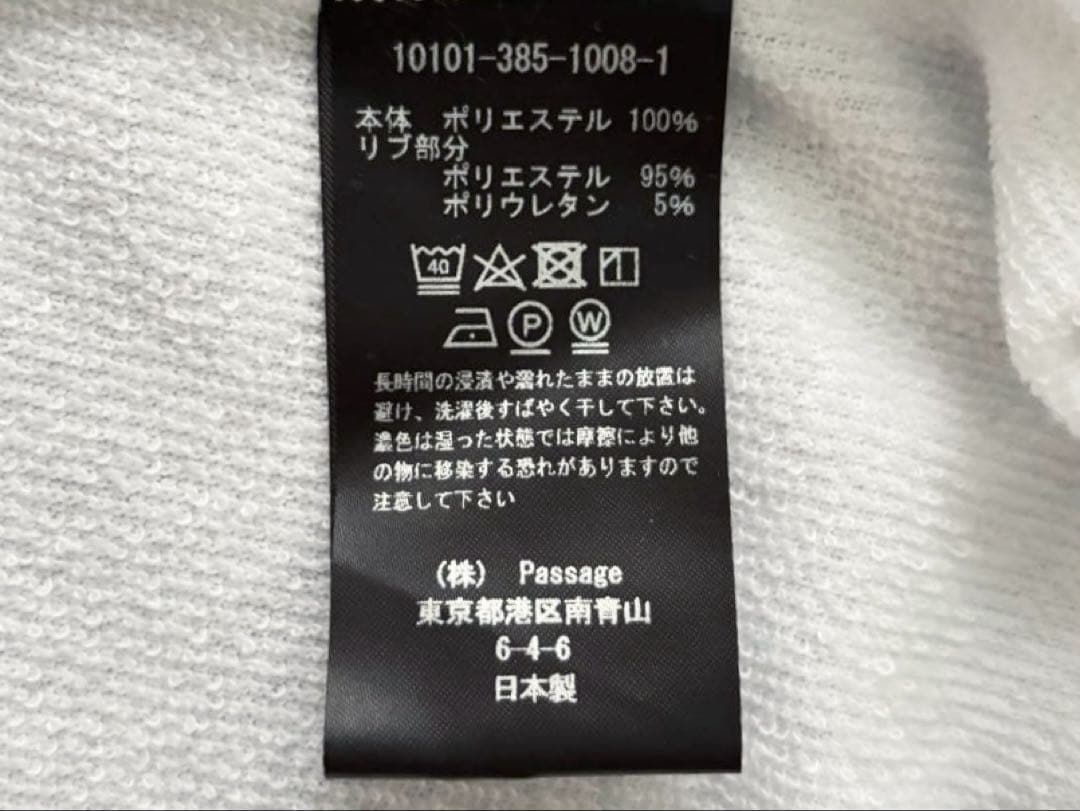 10101-385-1008-1
本体 ポリエステル 100%
リブ部分
ポリエステル 95%
ポリウレタン 5%
40
P W
長時間の浸漬や濡れたままの放置は
避け、洗濯後すばやく干して下さい。
濃色は湿った状態では摩擦により他
の物に移染する恐れがありますので
注意して下さい
(株) Passage
東京都港区南青山
6-4-6
日本製